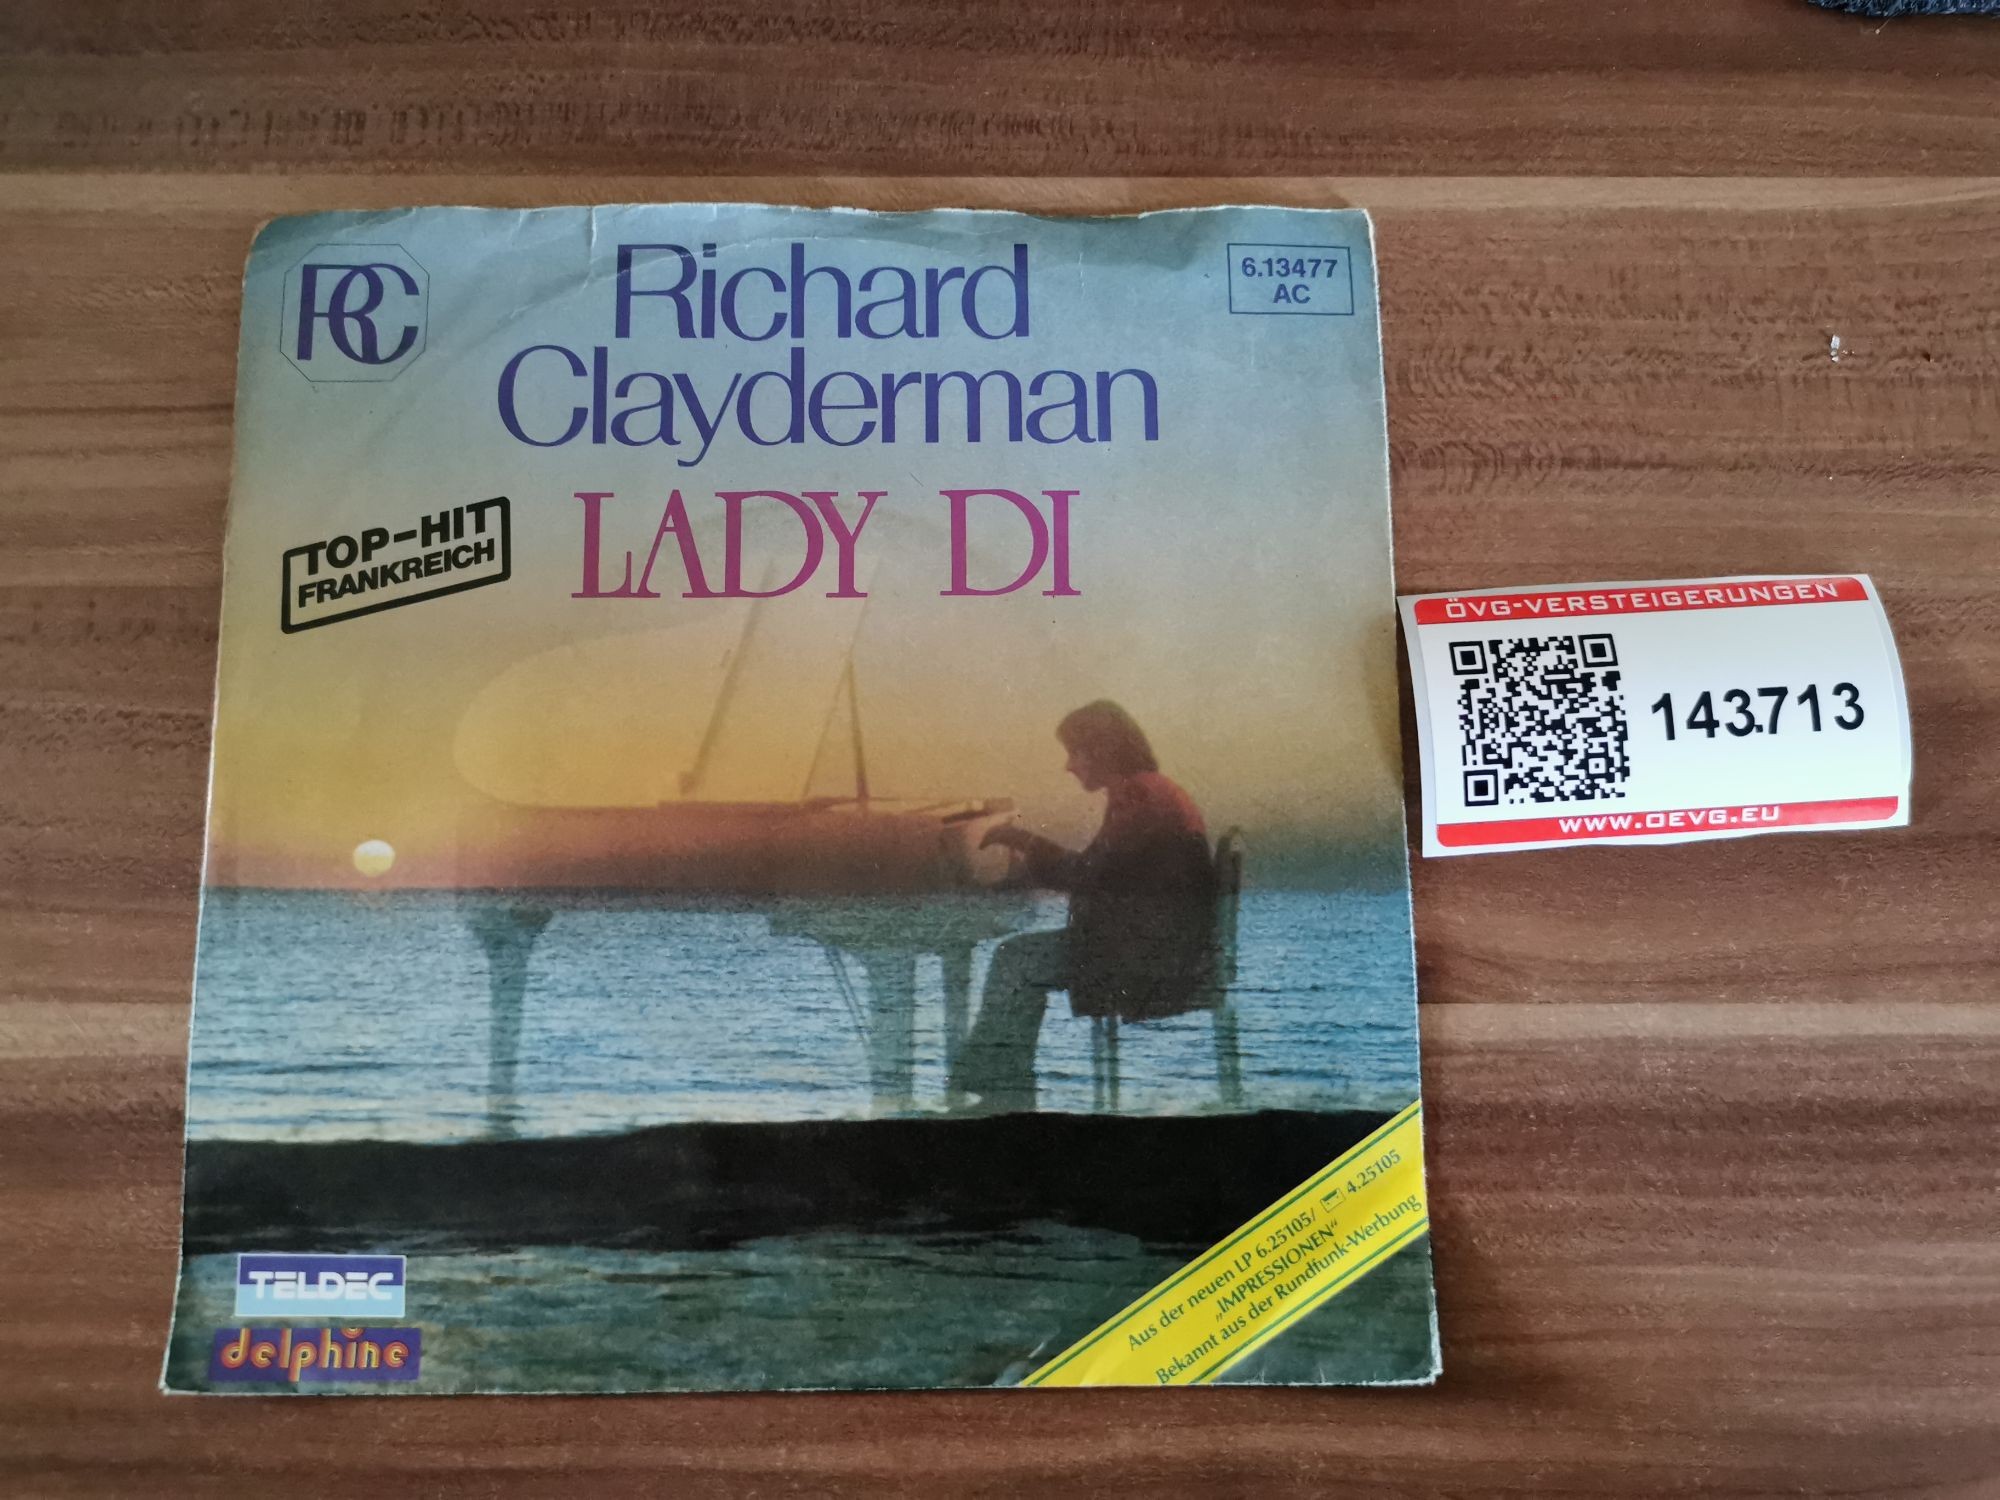 RC
Richard
Clayderman
6.13477
AC
LADY DI
TOP-HIT
FRANKREICH
ÖVG-VERSTEIGERUNGEN
143.713
WWW.OEVG.EU
Aus der neuen LP 6.25105/ 4.25105
„IMPRESSIONEN“
Bekannt aus der Rundfunk-Werbung
TELDEC
delphine